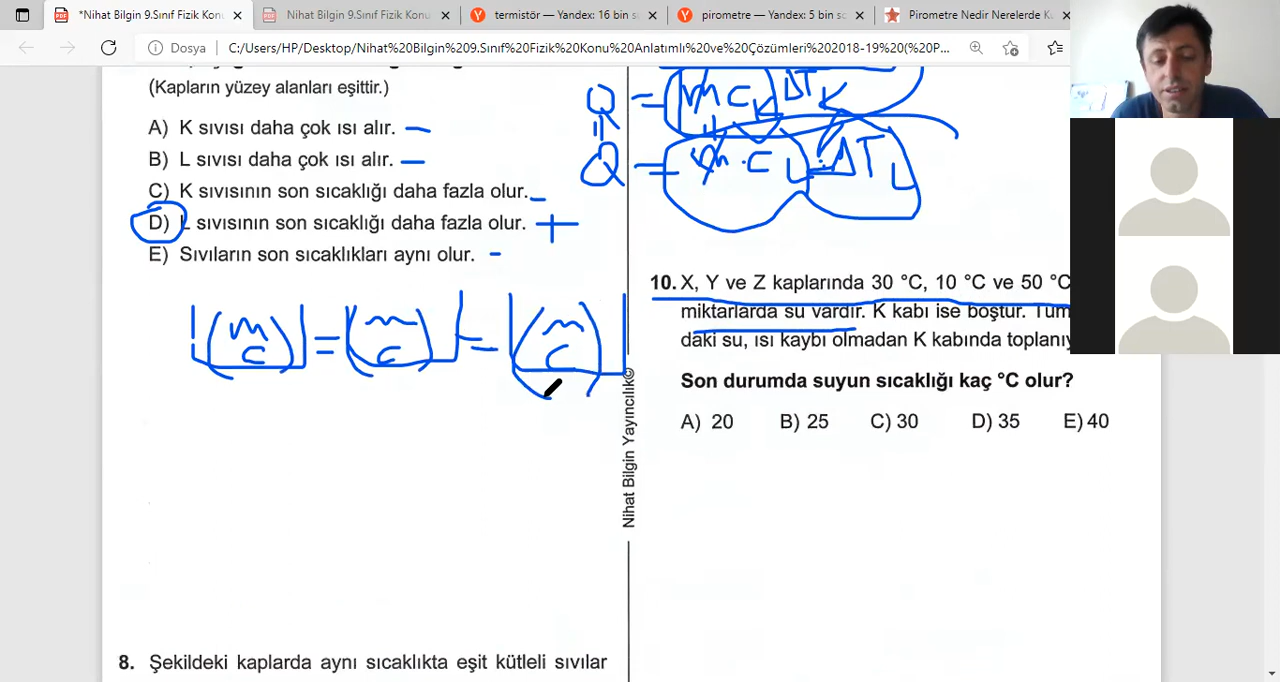 *Nihat Bilgin 9.Sınıf Fizik Konu
Nihat Bilgin 9.Sınıf Fizik Konu A
termistör — Yandex: 16 bin s
pirometre — Yandex: 5 bin s
Pirometre Nedir Nerelerde K
Dosya
C:/Users/HP/Desktop/Nihat%20Bilgin%209.Sınıf%20Fizik%20Konu%20Anlatımlı%20ve%20Çözümleri%202018-19%20(%20P...
(Kapların yüzey alanları eşittir.)
A) K sıvısı daha çok ısı alır. –
B) L sıvısı daha çok ısı alır. –
C) K sıvısının son sıcaklığı daha fazla olur. –
D) L sıvısının son sıcaklığı daha fazla olur. +
E) Sıvıların son sıcaklıkları aynı olur. -
m = m = m
c c c
8. Şekildeki kaplarda aynı sıcaklıkta eşit kütleli sıvılar
Nihat Bilgin Yayıncılık©
Q = m c K ΔT K
=
Q = m · c L · ΔT L
10. X, Y ve Z kaplarında 30 °C, 10 °C ve 50 °C
miktarlarda su vardır. K kabı ise boştur. Tüm
daki su, ısı kaybı olmadan K kabında toplanıy
Son durumda suyun sıcaklığı kaç °C olur?
A) 20 B) 25 C) 30 D) 35 E) 40